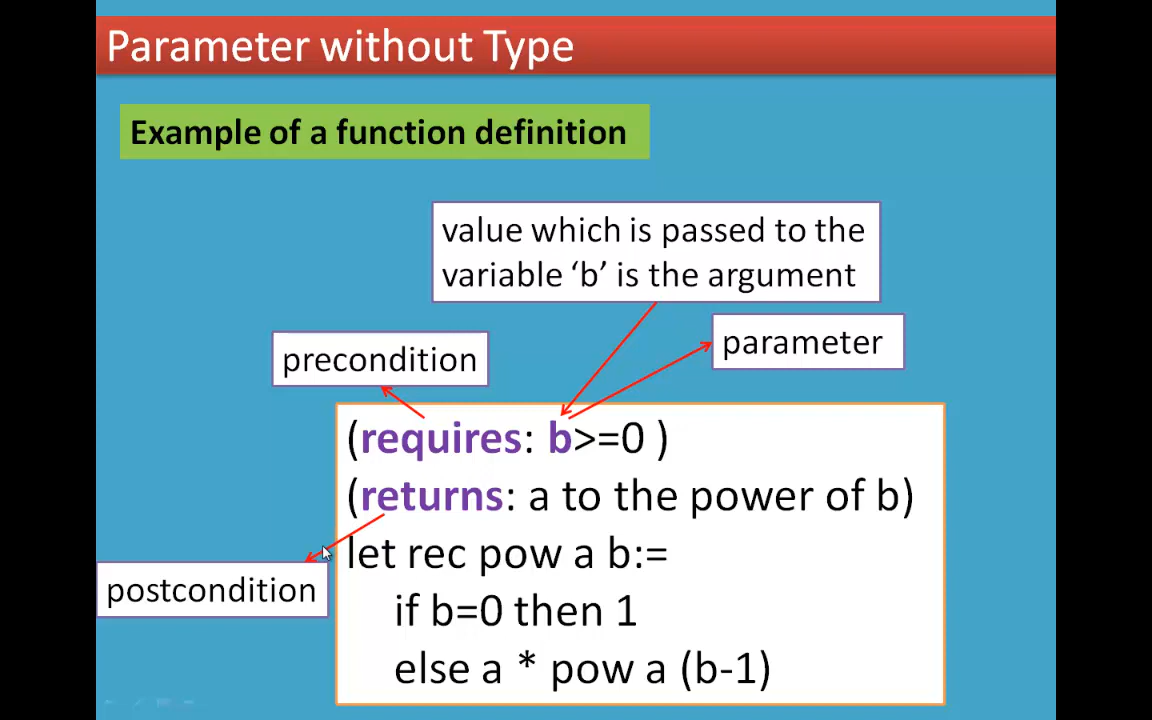 Parameter without Type
Example of a function definition
value which is passed to the
variable ‘b’ is the argument
parameter
precondition
(requires: b>=0 )
(returns: a to the power of b)
let rec pow a b:=
postcondition
if b=0 then 1
else a * pow a (b-1)